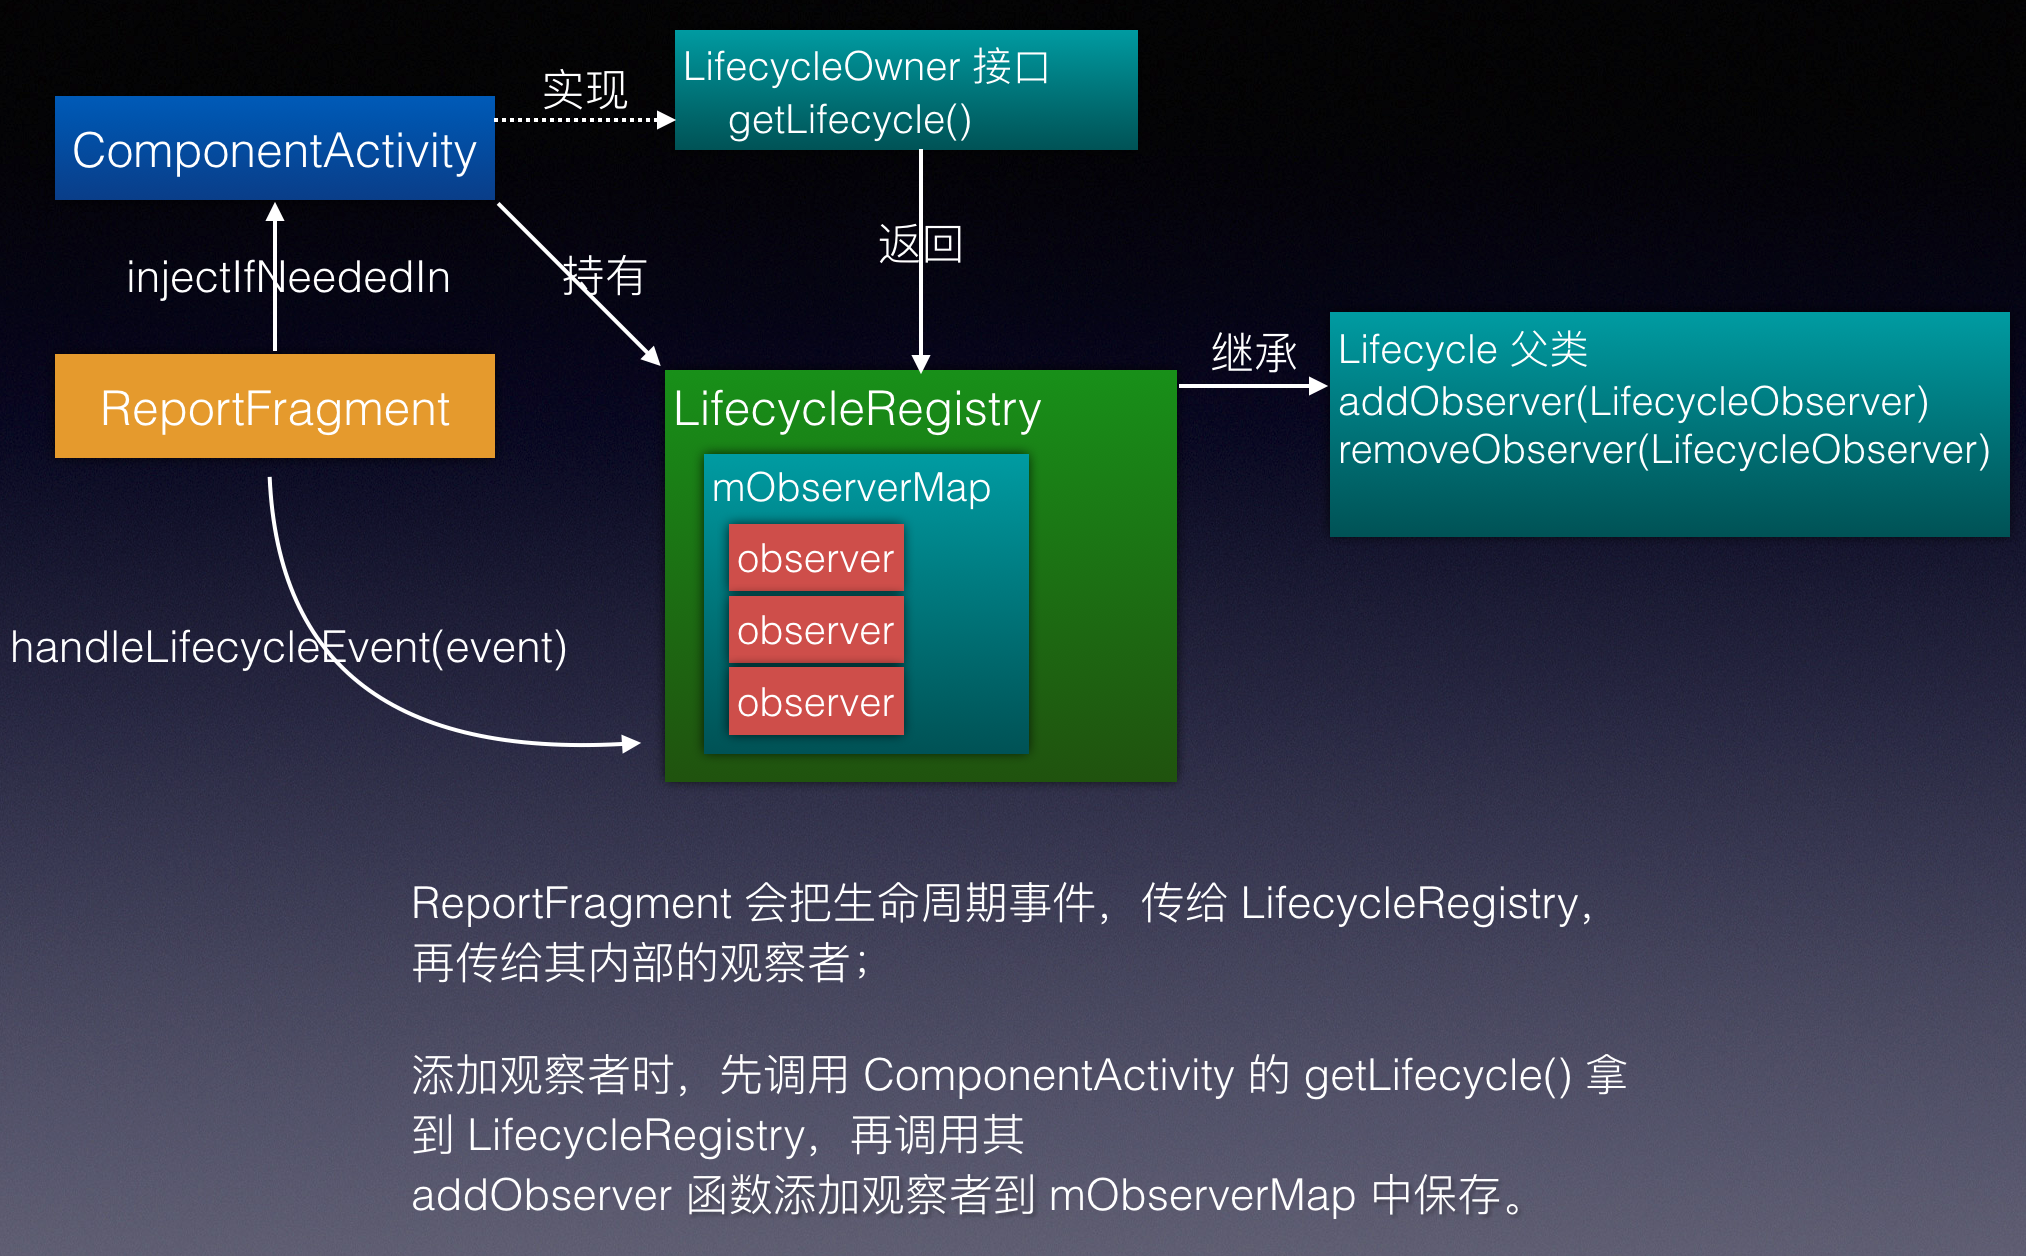 LifecycleOwner 接口
getLifecycle()
实现
ComponentActivity
返回
injectIfNeededIn
持有
继承
Lifecycle 父类
addObserver(LifecycleObserver)
removeObserver(LifecycleObserver)
ReportFragment
LifecycleRegistry
mObserverMap
observer
observer
observer
handleLifecycleEvent(event)
ReportFragment 会把生命周期事件，传给 LifecycleRegistry，
再传给其内部的观察者；
添加观察者时，先调用 ComponentActivity 的 getLifecycle() 拿
到 LifecycleRegistry，再调用其
addObserver 函数添加观察者到 mObserverMap 中保存。